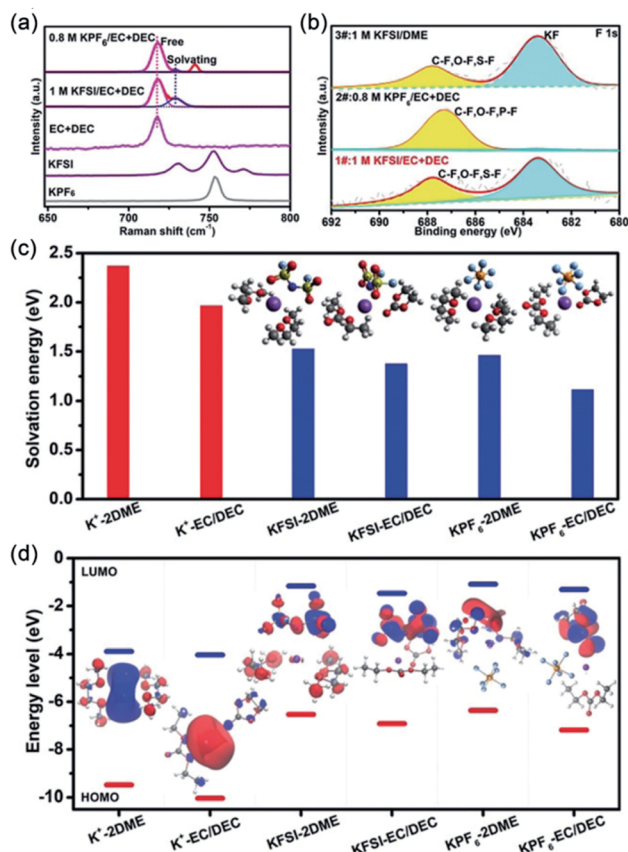 (a)
0.8 M KPF6/EC+DEC
Free
Solvating
1 M KFSI/EC+DEC
EC+DEC
KFSI
KPF6
Intensity (a.u.)
650 700 750 800
Raman shift (cm-1)
(b)
F 1s
3#:1 M KFSI/DME
KF
C-F,O-F,S-F
2#:0.8 M KPF6/EC+DEC
C-F,O-F,P-F
1#:1 M KFSI/EC+DEC
C-F,O-F,S-F
Intensity (a.u.)
692 690 688 686 684 682 680
Binding energy (eV)
(c)
Solvation energy (eV)
2.5
2.0
1.5
1.0
0.5
0.0
K+-2DME K+-EC/DEC KFSI-2DME KFSI-EC/DEC KPF6-2DME KPF6-EC/DEC
(d)
Energy level (eV)
0
-2
-4
-6
-8
-10
LUMO
HOMO
K+-2DME K+-EC/DEC KFSI-2DME KFSI-EC/DEC KPF6-2DME KPF6-EC/DEC